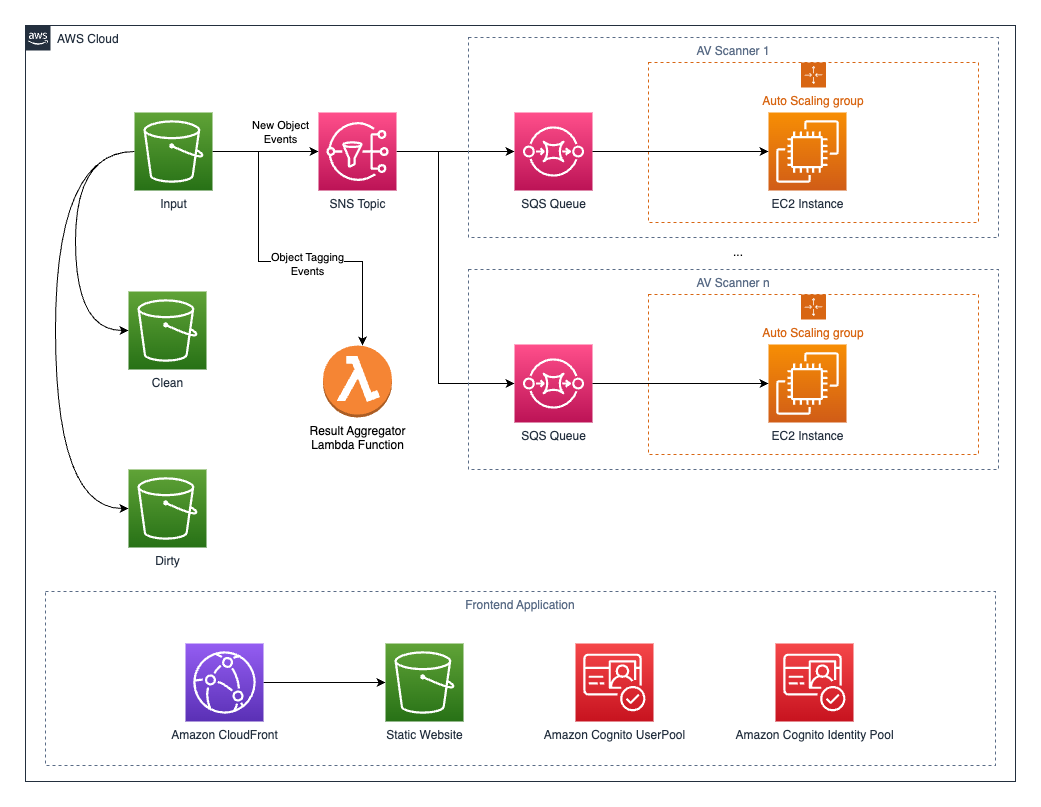 aws
AWS Cloud
AV Scanner 1
Auto Scaling group
New Object
Events
Input
SNS Topic
SQS Queue
EC2 Instance
...
Object Tagging
Events
AV Scanner n
Auto Scaling group
Clean
Result Aggregator
Lambda Function
SQS Queue
EC2 Instance
Dirty
Frontend Application
Amazon CloudFront
Static Website
Amazon Cognito UserPool
Amazon Cognito Identity Pool